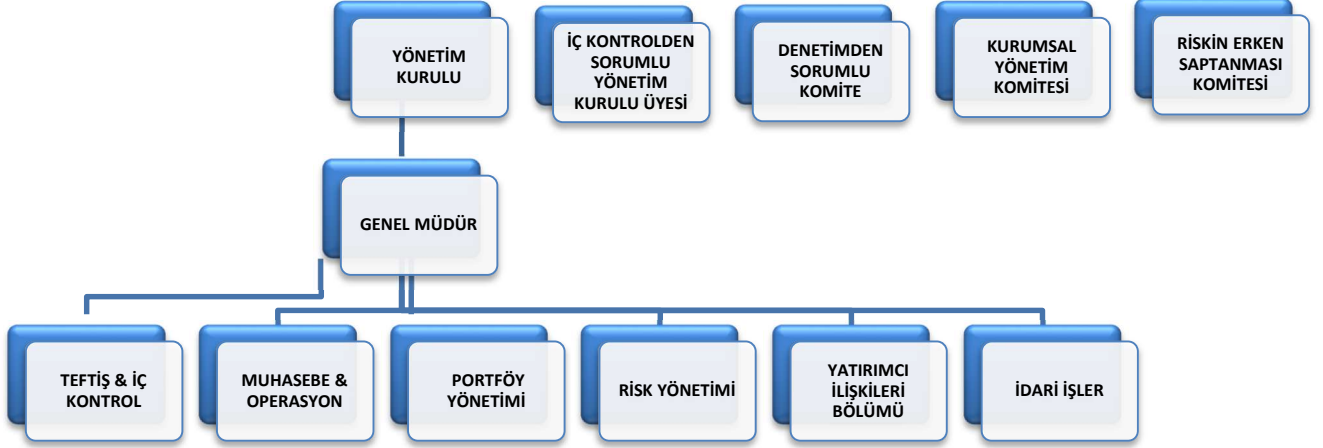 YÖNETİM
KURULU
İÇ KONTROLDEN
SORUMLU
YÖNETİM
KURULU ÜYESİ
DENETİMDEN
SORUMLU
KOMİTE
KURUMSAL
YÖNETİM
KOMİTESİ
RİSKİN ERKEN
SAPTANMASI
KOMİTESİ
GENEL MÜDÜR
TEFTİŞ & İÇ
KONTROL
MUHASEBE &
OPERASYON
PORTFÖY
YÖNETİMİ
RİSK YÖNETİMİ
YATIRIMCI
İLİŞKİLERİ
BÖLÜMÜ
İDARİ İŞLER